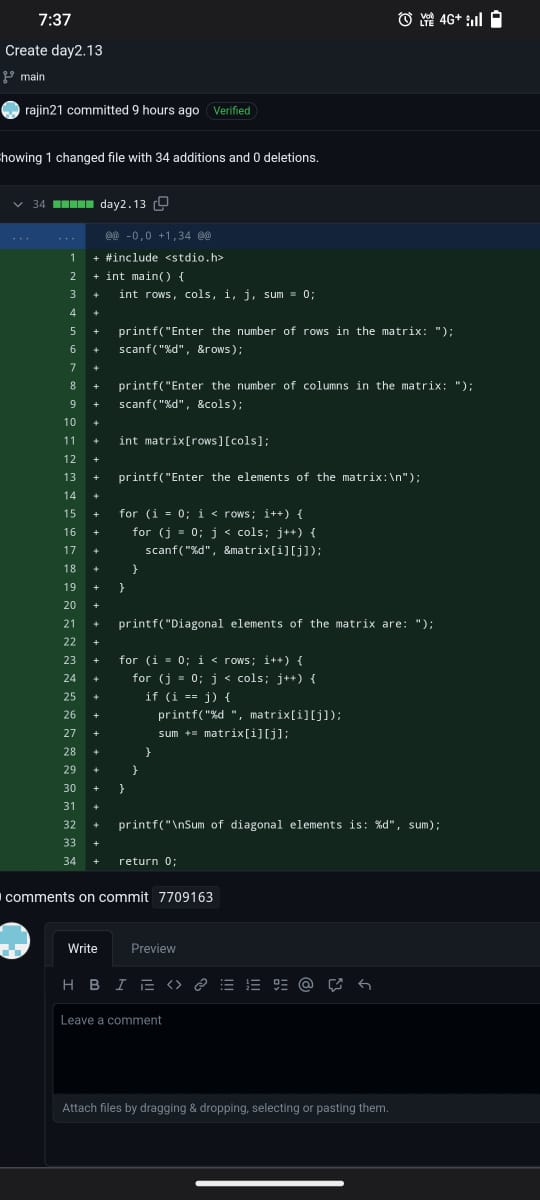 7:37
VoD LTE 4G+
Create day2.13
main
rajin21 committed 9 hours ago Verified
howing 1 changed file with 34 additions and 0 deletions.
34 day2.13
... ... @@ -0,0 +1,34 @@
1 + #include <stdio.h>
2 + int main() {
3 +   int rows, cols, i, j, sum = 0;
4 +
5 +   printf("Enter the number of rows in the matrix: ");
6 +   scanf("%d", &rows);
7 +
8 +   printf("Enter the number of columns in the matrix: ");
9 +   scanf("%d", &cols);
10 +
11 +   int matrix[rows][cols];
12 +
13 +   printf("Enter the elements of the matrix:\n");
14 +
15 +   for (i = 0; i < rows; i++) {
16 +     for (j = 0; j < cols; j++) {
17 +       scanf("%d", &matrix[i][j]);
18 +     }
19 +   }
20 +
21 +   printf("Diagonal elements of the matrix are: ");
22 +
23 +   for (i = 0; i < rows; i++) {
24 +     for (j = 0; j < cols; j++) {
25 +       if (i == j) {
26 +         printf("%d ", matrix[i][j]);
27 +         sum += matrix[i][j];
28 +       }
29 +     }
30 +   }
31 +
32 +   printf("\nSum of diagonal elements is: %d", sum);
33 +
34 +   return 0;
0 comments on commit 7709163
Write Preview
Leave a comment
Attach files by dragging & dropping, selecting or pasting them.